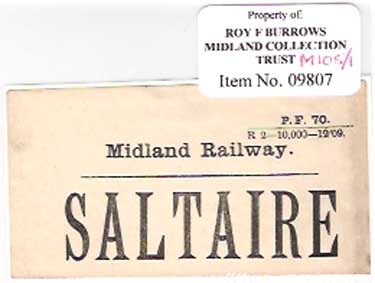 Property of:
ROY F BURROWS
MIDLAND COLLECTION
TRUST M105/1
Item No. 09807
P.F. 70.
R 2—10,000—12/09.
Midland Railway.
SALTAIRE